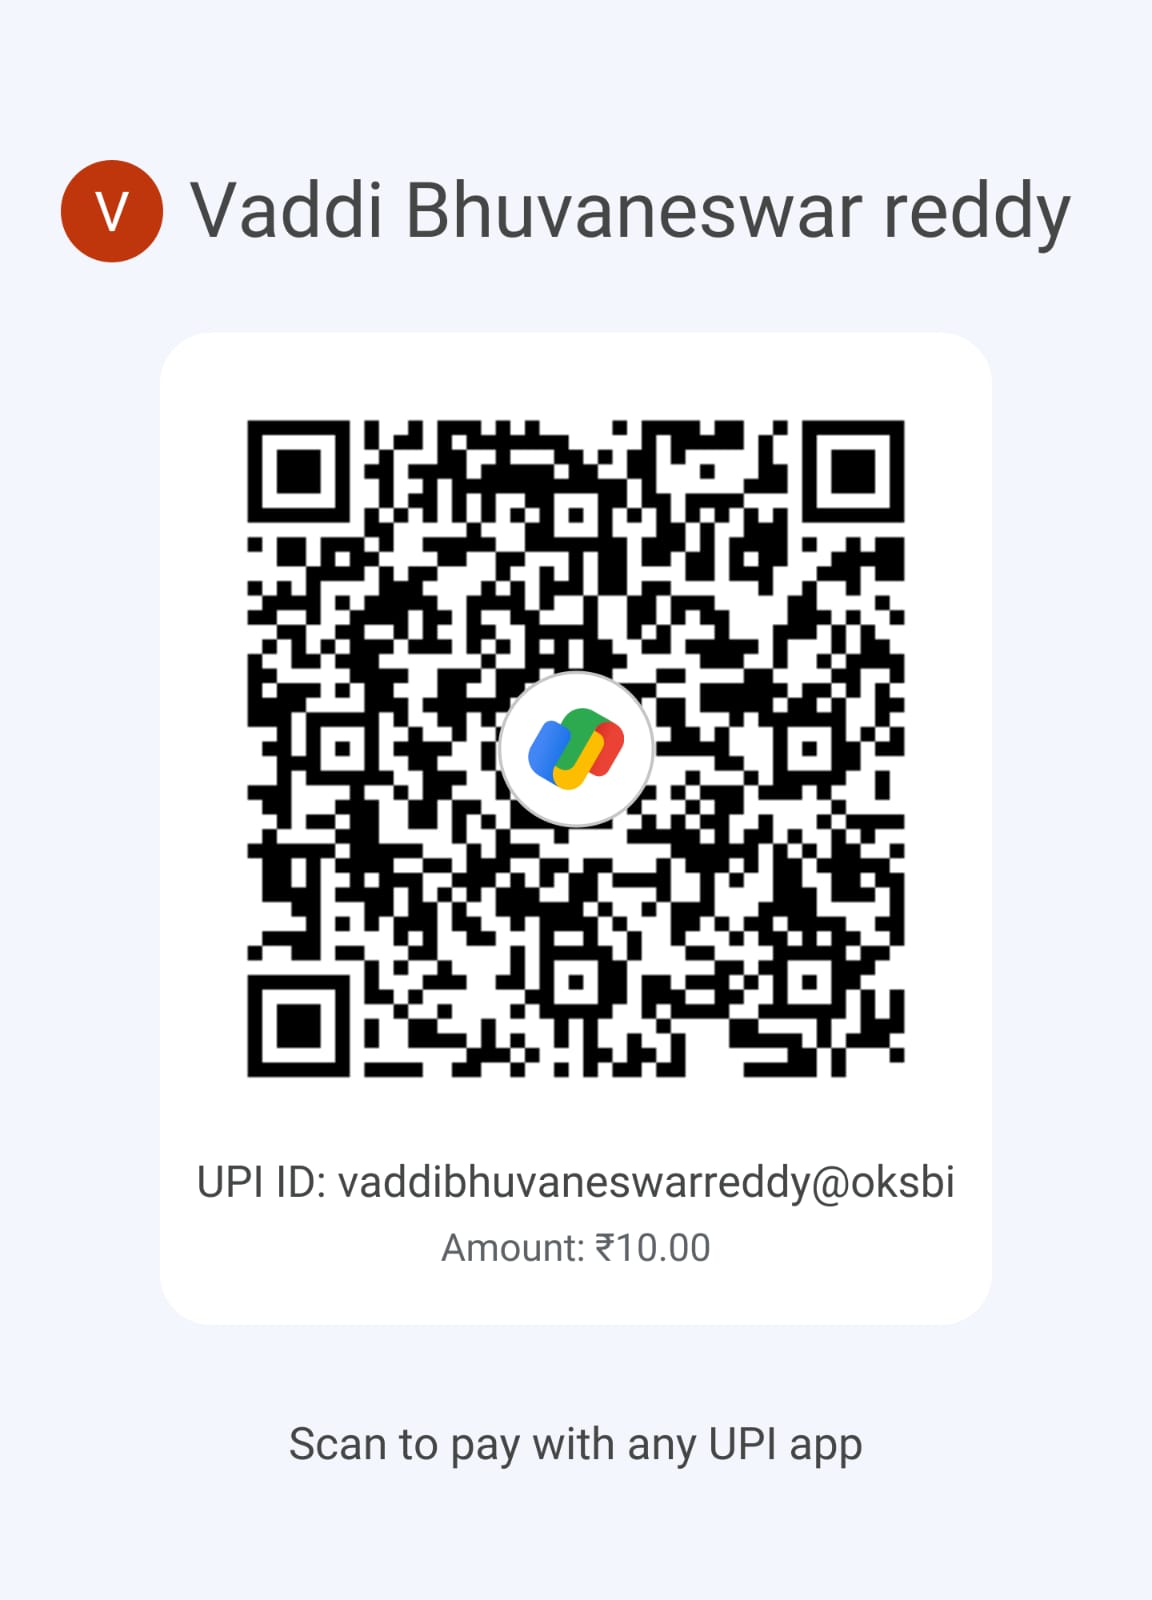 V Vaddi Bhuvaneswar reddy
UPI ID: vaddibhuvaneswarreddy@oksbi
Amount: ₹10.00
Scan to pay with any UPI app